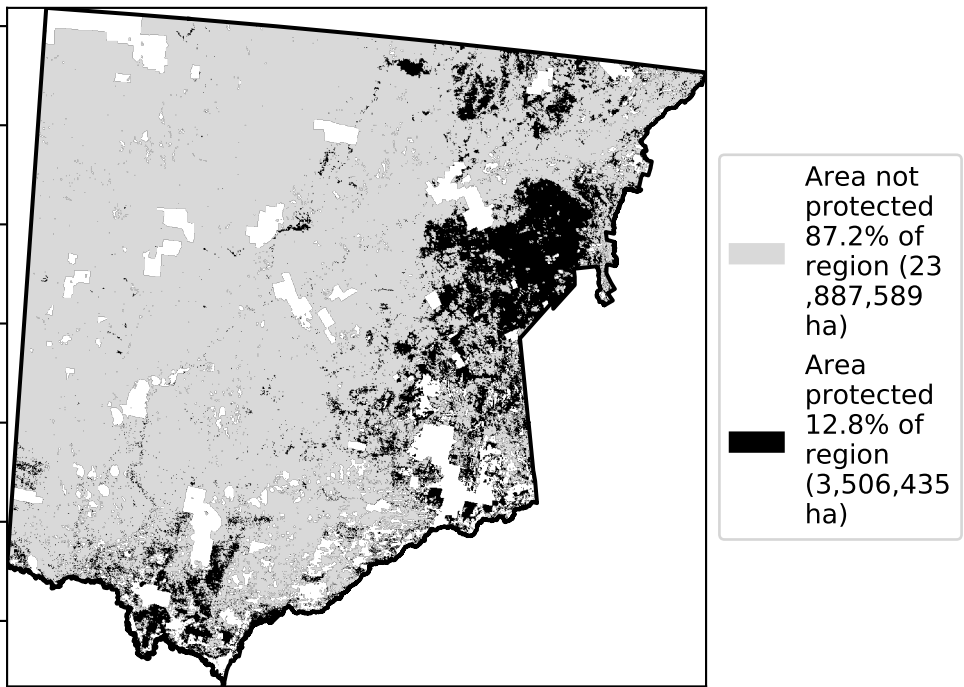 Area not
protected
87.2% of
region (23
,887,589
ha)
Area
protected
12.8% of
region
(3,506,435
ha)